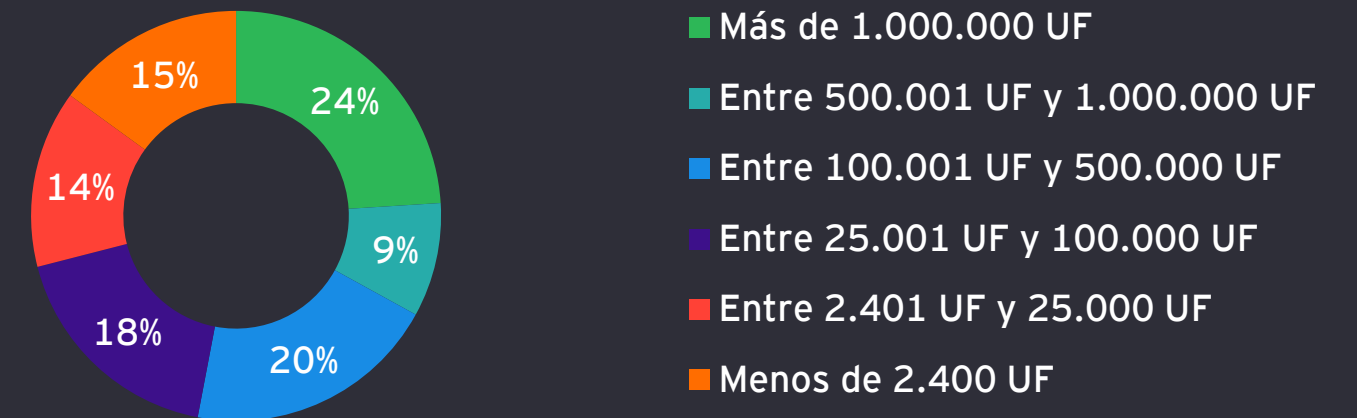 24%
9%
20%
18%
14%
15%
Más de 1.000.000 UF
Entre 500.001 UF y 1.000.000 UF
Entre 100.001 UF y 500.000 UF
Entre 25.001 UF y 100.000 UF
Entre 2.401 UF y 25.000 UF
Menos de 2.400 UF